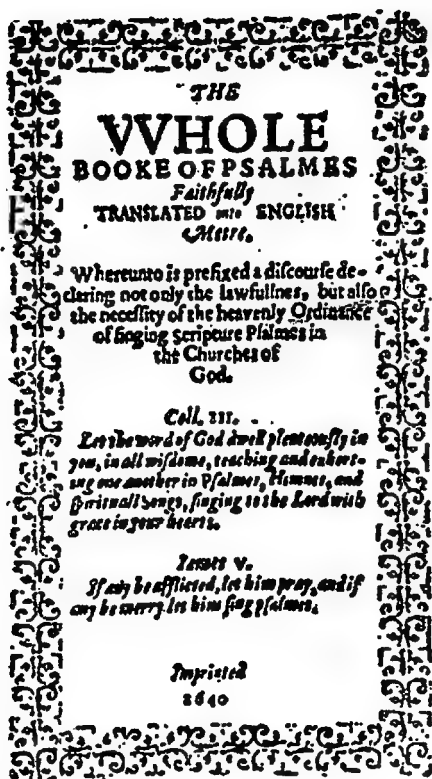 THE
VVHOLE
BOOKE OF PSALMES
Faithfully
TRANSLATED into ENGLISH
Metre.
Whereunto is prefixed a discourse de-
claring not only the lawfullnes, but also
the necessity of the heavenly Ordinance
of singing Scripture Psalmes in
the Churches of
God.
Coll. III.
Let the word of God dwell plenteously in
you, in all wisdome, teaching and exhort-
ing one another in Psalmes, Himnes, and
spirituall Songs, singing to the Lord with
grace in your hearts.
Iames V.
If any be afflicted, let him pray, and if
any be merry let him sing psalmes.
Imprinted
1640